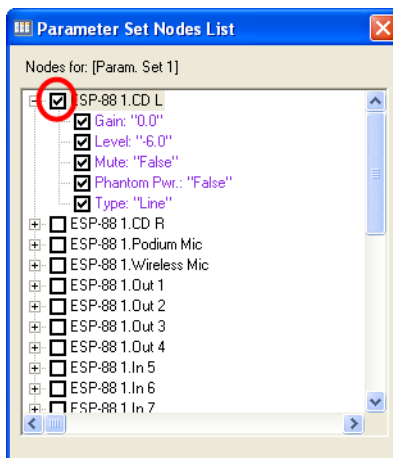 Parameter Set Nodes List
Nodes for: [Param. Set 1]
ESP-88 1.CD L
Gain: "0.0"
Level: "-6.0"
Mute: "False"
Phantom Pwr.: "False"
Type: "Line"
ESP-88 1.CD R
ESP-88 1.Podium Mic
ESP-88 1.Wireless Mic
ESP-88 1.Out 1
ESP-88 1.Out 2
ESP-88 1.Out 3
ESP-88 1.Out 4
ESP-88 1.In 5
ESP-88 1.In 6
ESP-88 1.In 7